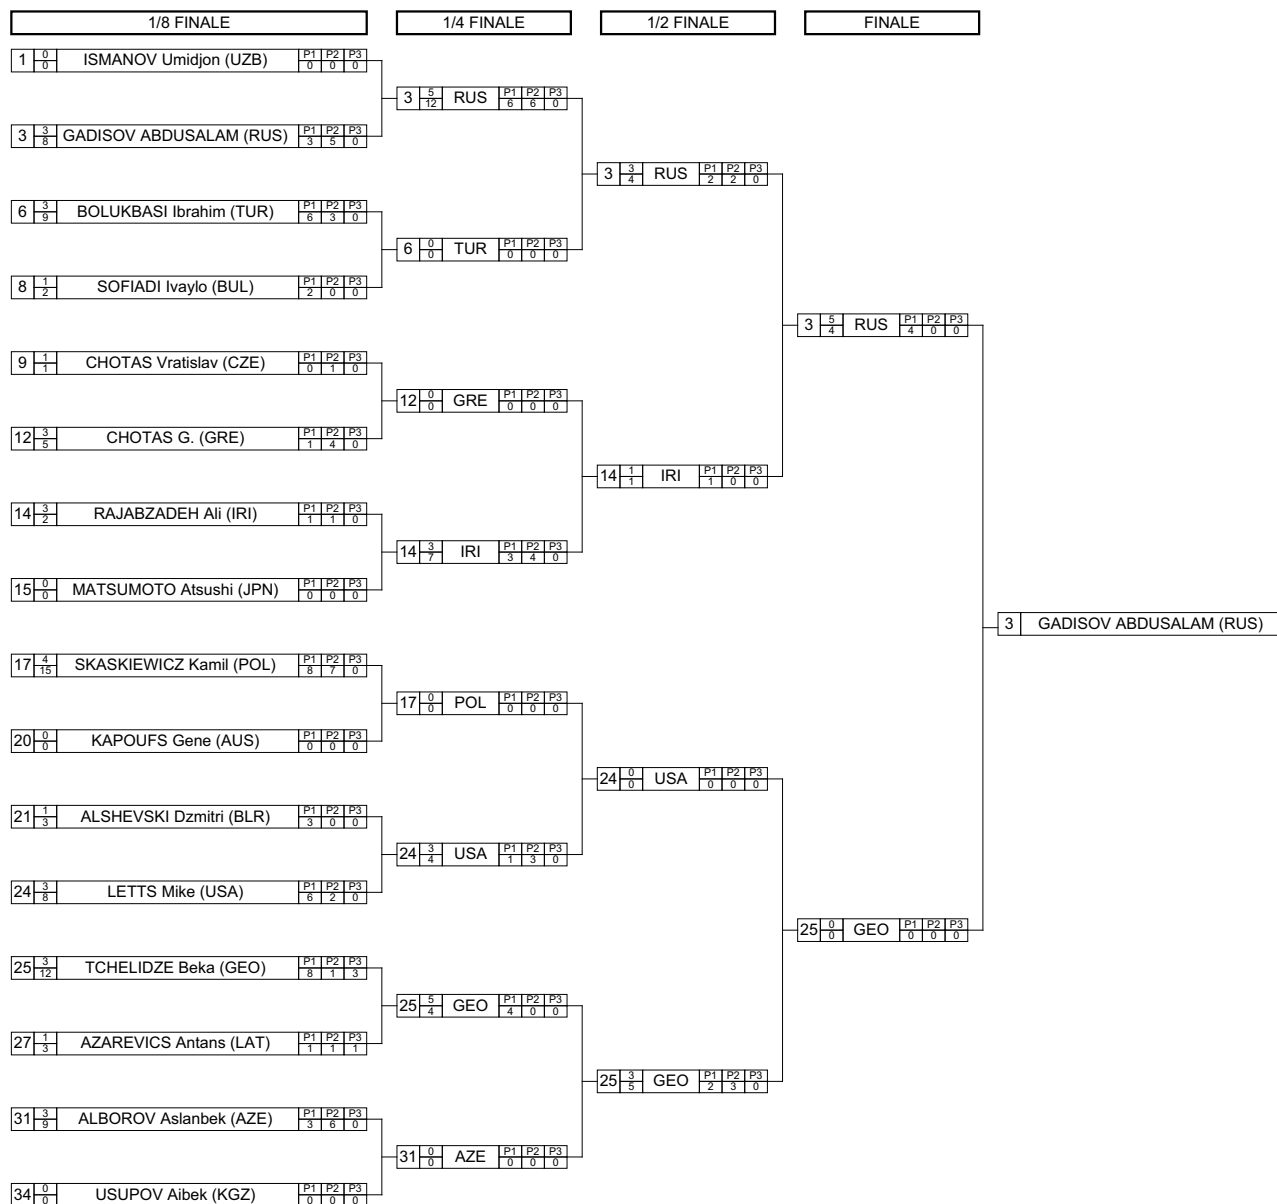 1/8 FINALE 1/4 FINALE 1/2 FINALE FINALE
1 0 0 ISMANOV Umidjon (UZB) P1 P2 P3 0 0 0
3 5 12 RUS P1 P2 P3 6 6 0
3 3 8 GADISOV ABDUSALAM (RUS) P1 P2 P3 3 5 0
3 3 4 RUS P1 P2 P3 2 2 0
6 3 9 BOLUKBASI Ibrahim (TUR) P1 P2 P3 6 3 0
6 0 0 TUR P1 P2 P3 0 0 0
8 1 2 SOFIADI Ivaylo (BUL) P1 P2 P3 2 0 0
3 5 4 RUS P1 P2 P3 4 0 0
9 1 1 CHOTAS Vratislav (CZE) P1 P2 P3 0 1 0
12 0 0 GRE P1 P2 P3 0 0 0
12 3 5 CHOTAS G. (GRE) P1 P2 P3 1 4 0
14 1 1 IRI P1 P2 P3 1 0 0
14 3 2 RAJABZADEH Ali (IRI) P1 P2 P3 1 1 0
14 3 7 IRI P1 P2 P3 3 4 0
15 0 0 MATSUMOTO Atsushi (JPN) P1 P2 P3 0 0 0
3 GADISOV ABDUSALAM (RUS)
17 4 15 SKASKIEWICZ Kamil (POL) P1 P2 P3 8 7 0
17 0 0 POL P1 P2 P3 0 0 0
20 0 0 KAPOUFS Gene (AUS) P1 P2 P3 0 0 0
24 0 0 USA P1 P2 P3 0 0 0
21 1 3 ALSHEVSKI Dzmitri (BLR) P1 P2 P3 3 0 0
24 3 4 USA P1 P2 P3 1 3 0
24 3 8 LETTS Mike (USA) P1 P2 P3 6 2 0
25 0 0 GEO P1 P2 P3 0 0 0
25 3 12 TCHELIDZE Beka (GEO) P1 P2 P3 8 1 3
25 5 4 GEO P1 P2 P3 4 0 0
27 1 3 AZAREVICS Antans (LAT) P1 P2 P3 1 1 1
25 3 5 GEO P1 P2 P3 2 3 0
31 3 9 ALBOROV Aslanbek (AZE) P1 P2 P3 3 6 0
31 0 0 AZE P1 P2 P3 0 0 0
34 0 0 USUPOV Aibek (KGZ) P1 P2 P3 0 0 0